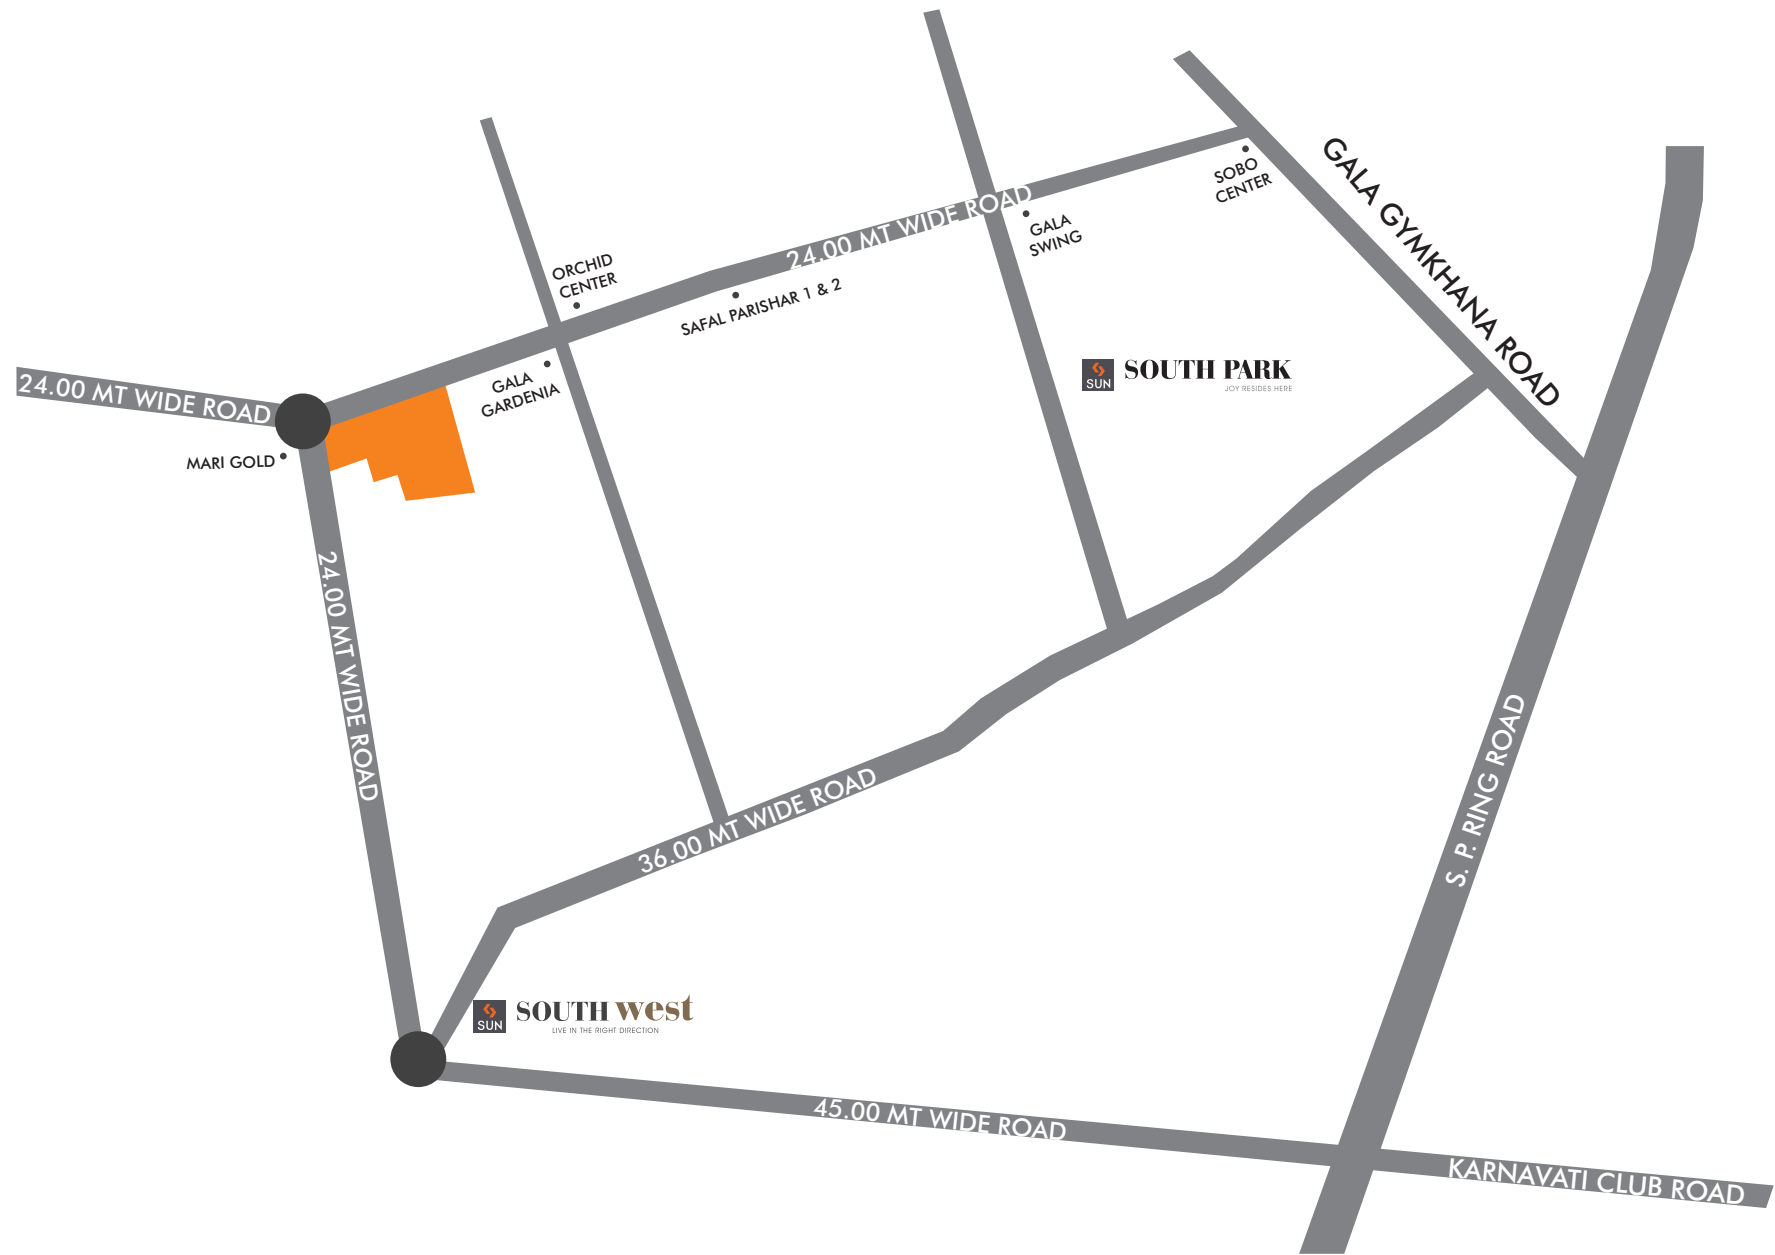 GALA GYMKHANA ROAD
SOBO
CENTER
24.00 MT WIDE ROAD
GALA
SWING
ORCHID
CENTER
SAFAL PARISHAR 1 & 2
SUN
SOUTH PARK
JOY RESIDES HERE
24.00 MT WIDE ROAD
GALA
GARDENIA
MARI GOLD
24.00 MT WIDE ROAD
S. P. RING ROAD
36.00 MT WIDE ROAD
SUN
SOUTH west
LIVE IN THE RIGHT DIRECTION
45.00 MT WIDE ROAD
KARNAVATI CLUB ROAD